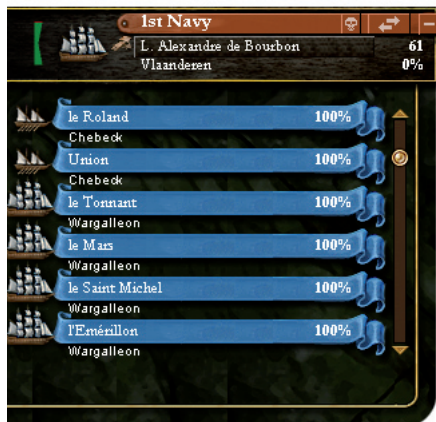 1st Navy
L. Alexandre de Bourbon 61
Vlaanderen 0%
le Roland 100%
Chebeck
Union 100%
Chebeck
le Tonnant 100%
Wargalleon
le Mars 100%
Wargalleon
le Saint Michel 100%
Wargalleon
l'Emérillon 100%
Wargalleon